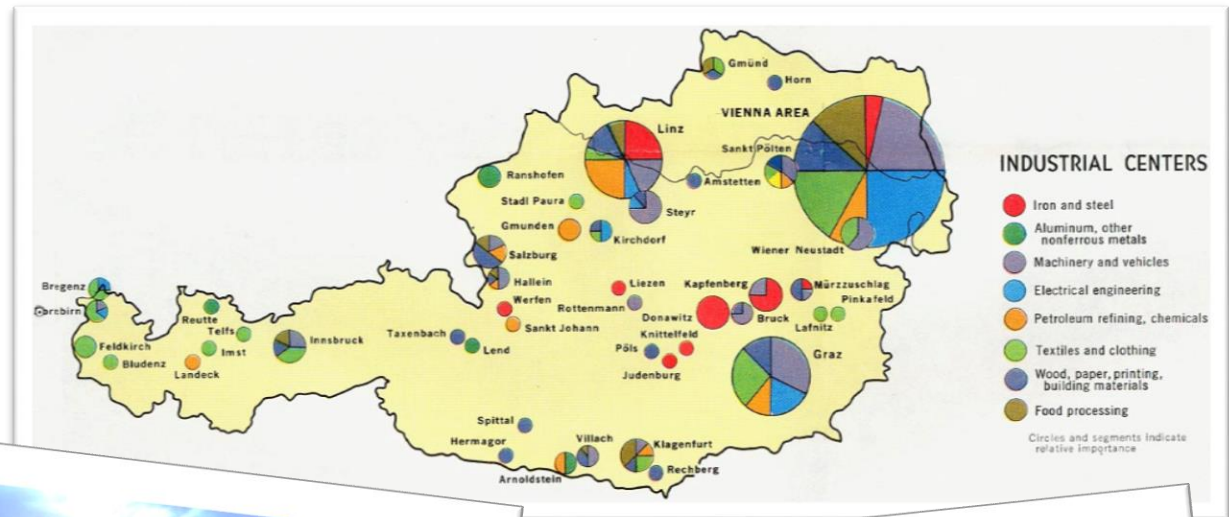 Gmünd
Horn
VIENNA AREA
Linz
Sankt Pölten
Ranshofen
Amstetten
Stadl Paura
Steyr
Gmunden
Kirchdorf
Wiener Neustadt
Salzburg
Hallein
Bregenz
Liezen
Kapfenberg
Mürzzuschlag
Werfen
Rottenmann
Pinkafeld
Reutte
Donawitz
Bruck
Lafnitz
Telfs
Taxenbach
Sankt Johann
Knittelfeld
Feldkirch
Imst
Innsbruck
Lend
Pöls
Graz
Bludenz
Landeck
Judenburg
Spittal
Hermagor
Villach
Klagenfurt
Arnoldstein
Rechberg
INDUSTRIAL CENTERS
Iron and steel
Aluminum, other
nonferrous metals
Machinery and vehicles
Electrical engineering
Petroleum refining, chemicals
Textiles and clothing
Wood, paper, printing,
building materials
Food processing
Circles and segments indicate
relative importance